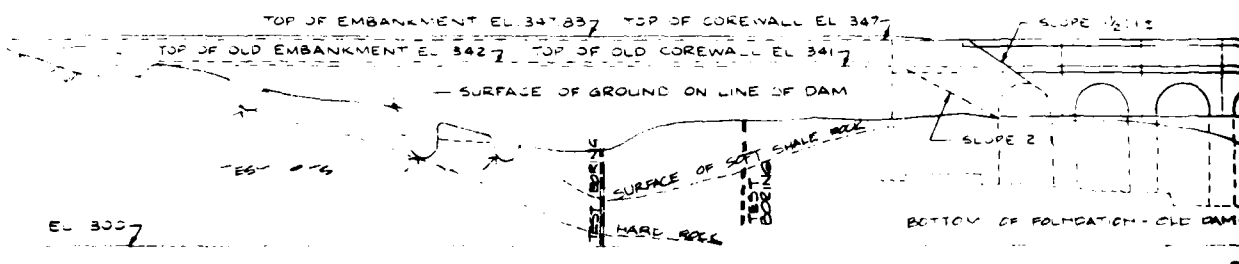 TOP OF EMBANKMENT EL 347.83
TOP OF COREWALL EL 347
SLOPE 1½:1
TOP OF OLD EMBANKMENT EL 342
TOP OF OLD COREWALL EL 341
SURFACE OF GROUND ON LINE OF DAM
SLOPE 2
TEST BORING
SURFACE OF SOFT SHALE ROCK
TEST BORING
EL 300
HARD ROCK
BOTTOM OF FOUNDATION - OLD DAM